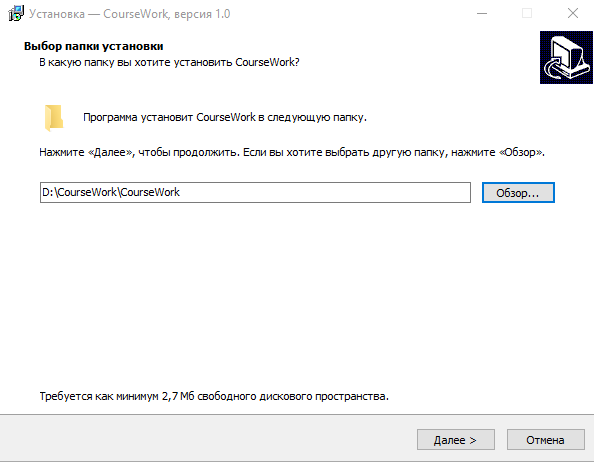 Установка — CourseWork, версия 1.0
Выбор папки установки
В какую папку вы хотите установить CourseWork?
Программа установит CourseWork в следующую папку.
Нажмите «Далее», чтобы продолжить. Если вы хотите выбрать другую папку, нажмите «Обзор».
D:\CourseWork\CourseWork
Обзор...
Требуется как минимум 2,7 Мб свободного дискового пространства.
Далее >
Отмена